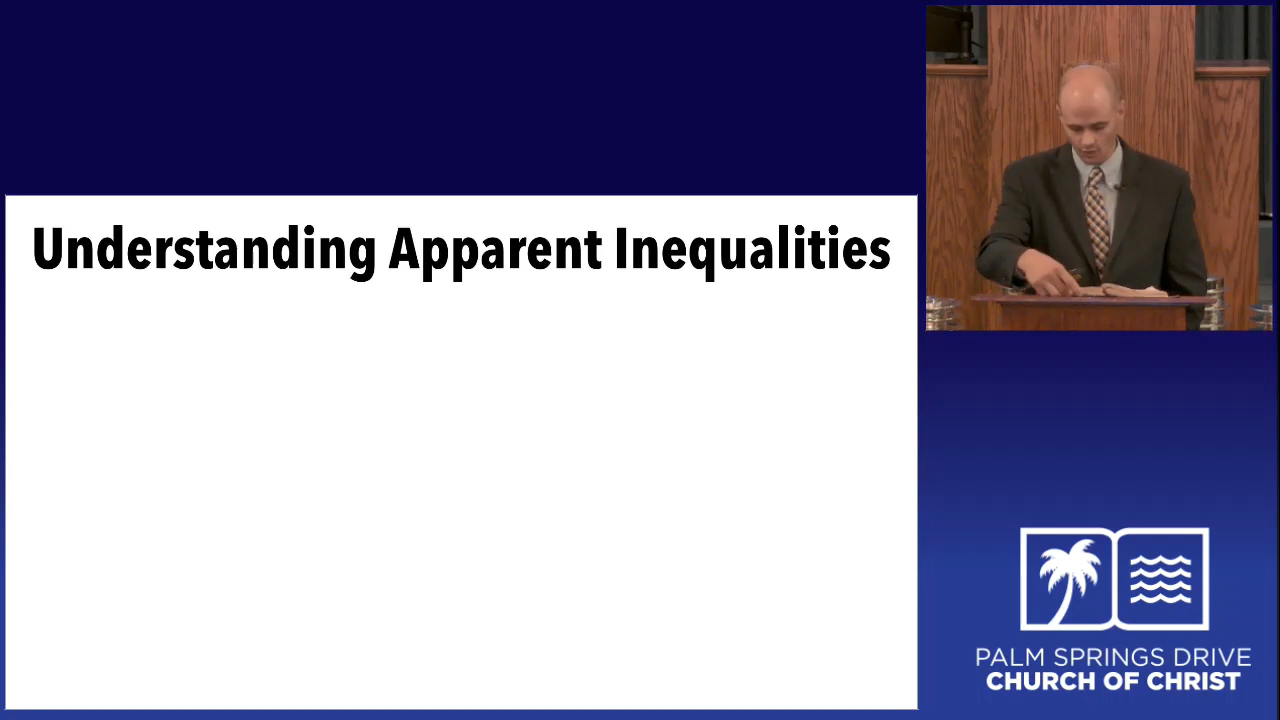 Understanding Apparent Inequalities
PALM SPRINGS DRIVE
CHURCH OF CHRIST